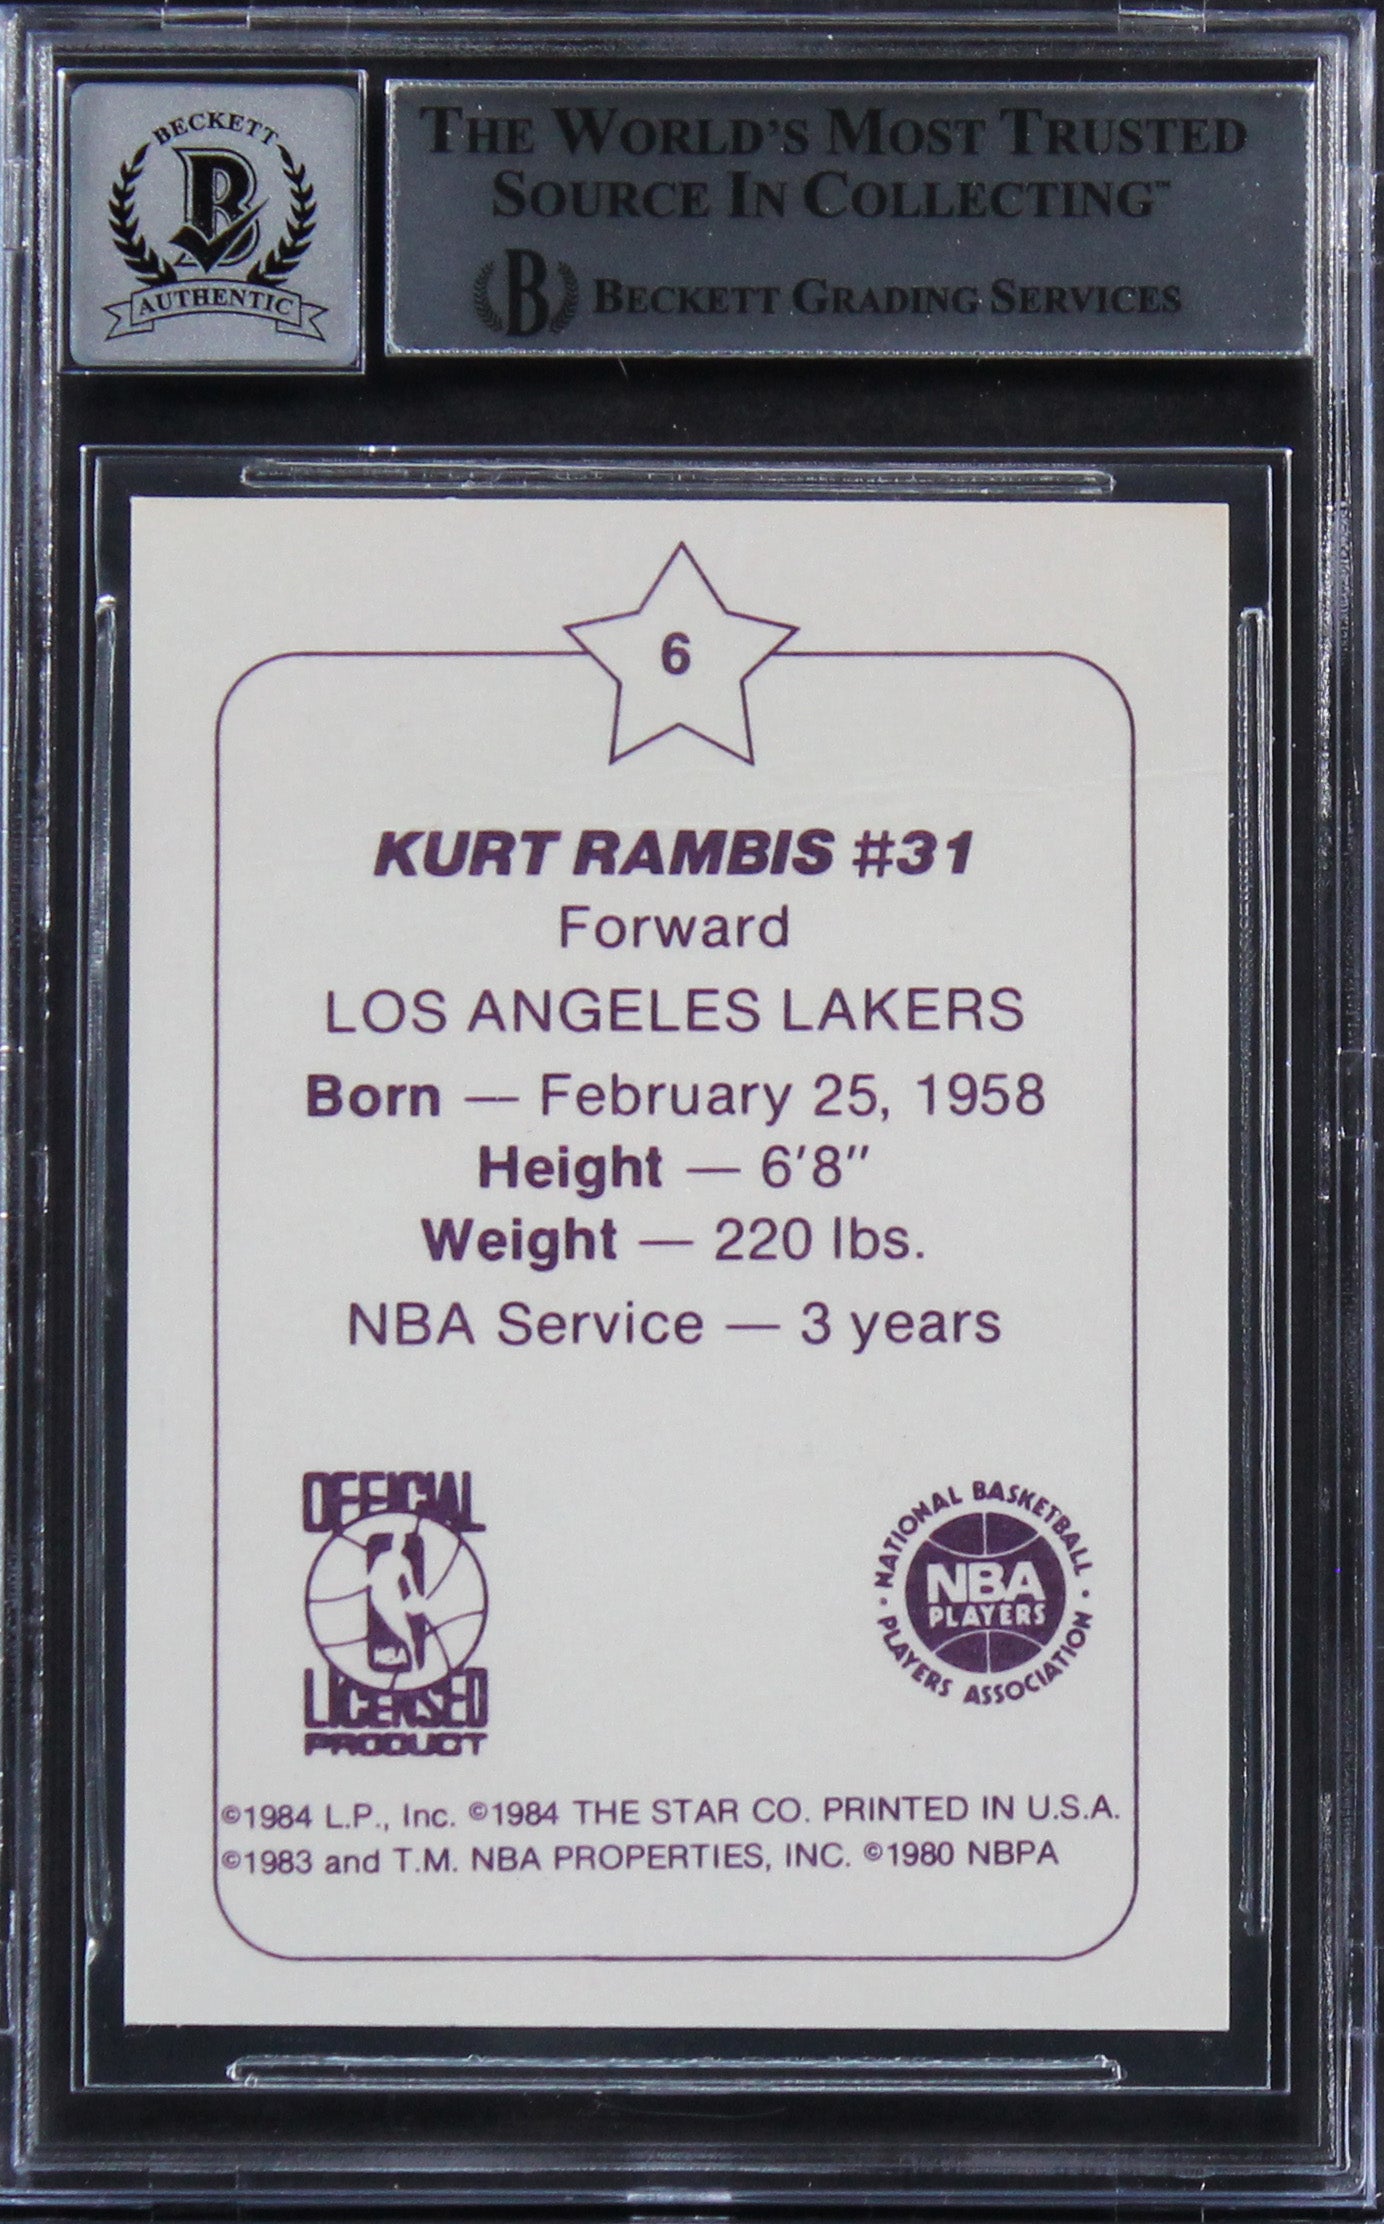 BECKETT
B
AUTHENTIC
THE WORLD'S MOST TRUSTED
SOURCE IN COLLECTING™
B BECKETT GRADING SERVICES
6
KURT RAMBIS #31
Forward
LOS ANGELES LAKERS
Born — February 25, 1958
Height — 6'8"
Weight — 220 lbs.
NBA Service — 3 years
OFFICIAL
LICENSED
PRODUCT
NATIONAL BASKETBALL
NBA
PLAYERS
PLAYERS ASSOCIATION
©1984 L.P., Inc. ©1984 THE STAR CO. PRINTED IN U.S.A.
©1983 and T.M. NBA PROPERTIES, INC. ©1980 NBPA